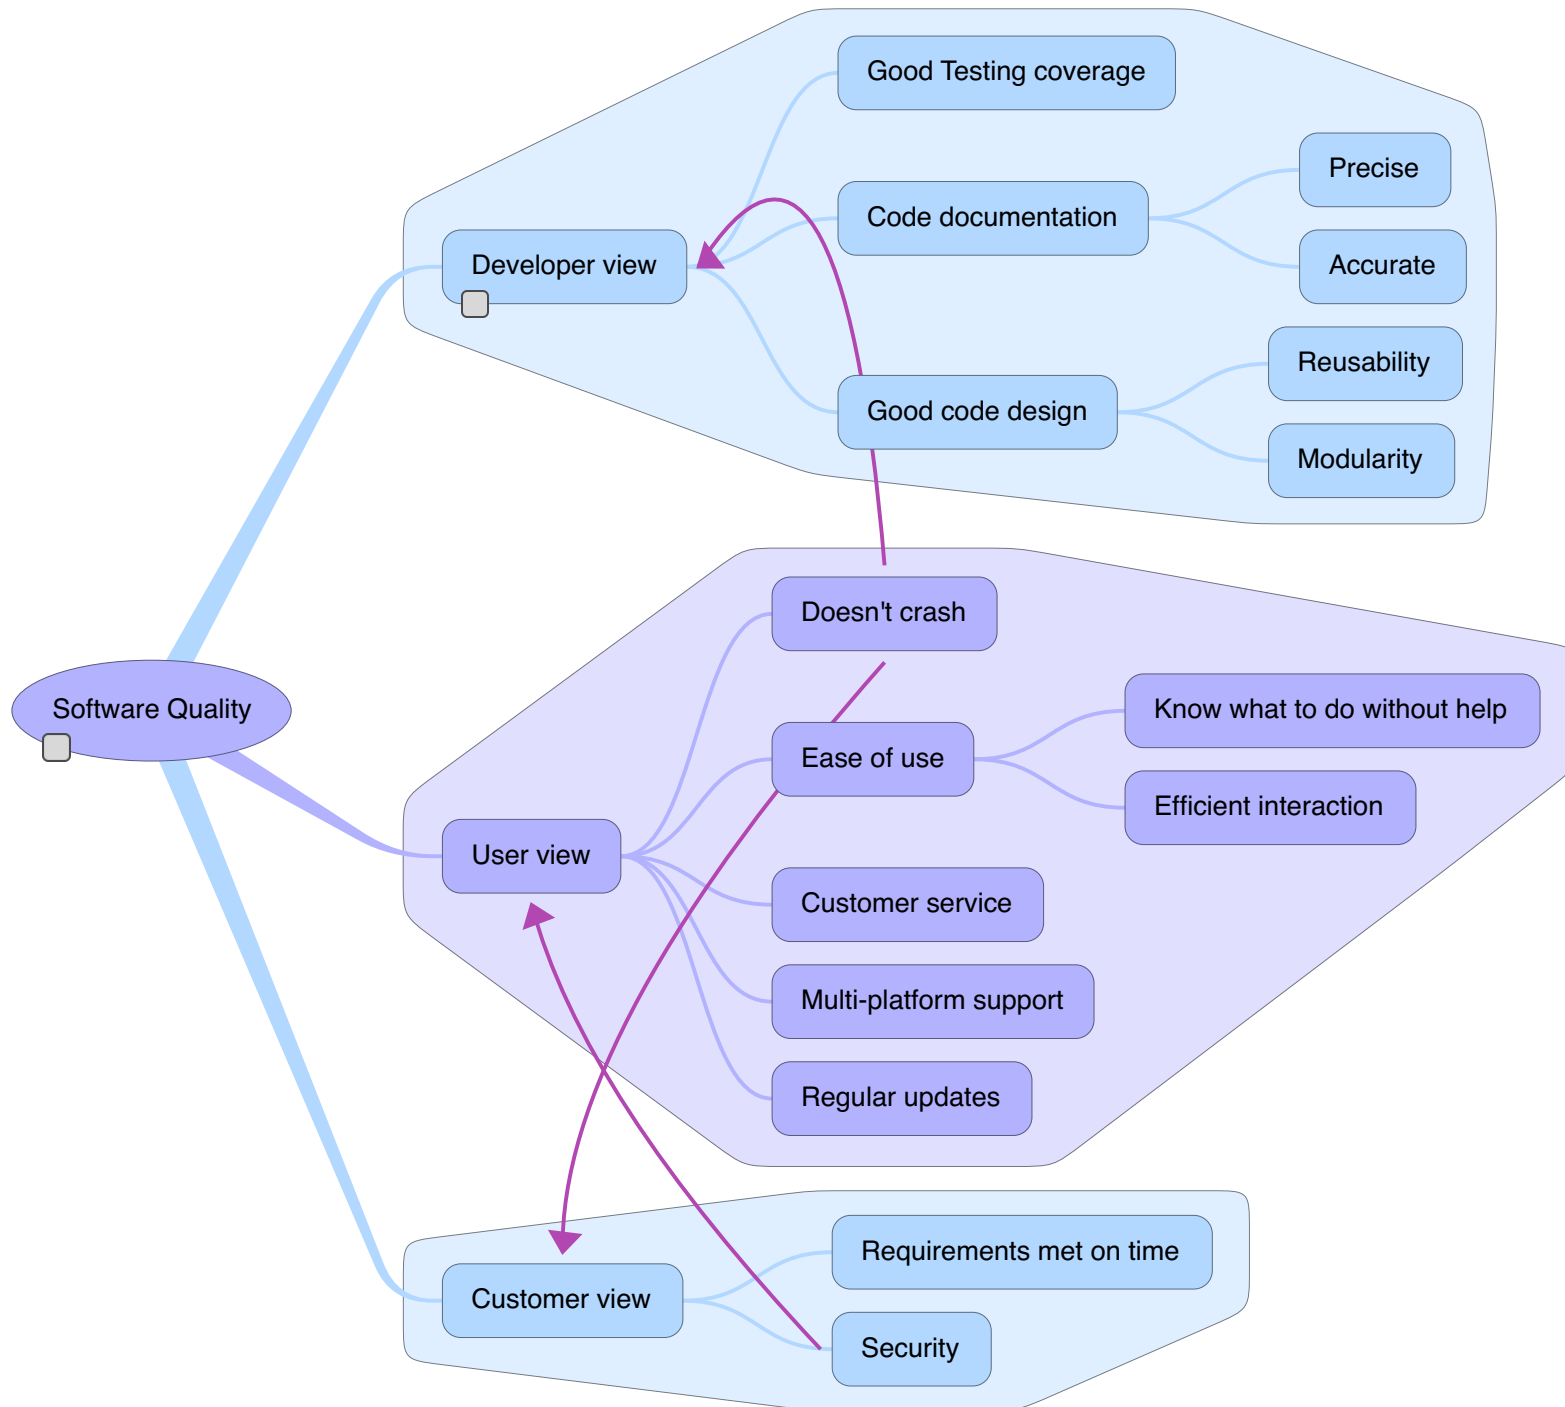 Good Testing coverage
Precise
Code documentation
Developer view
Accurate
Reusability
Good code design
Modularity
Doesn't crash
Software Quality
Know what to do without help
Ease of use
Efficient interaction
User view
Customer service
Multi-platform support
Regular updates
Requirements met on time
Customer view
Security